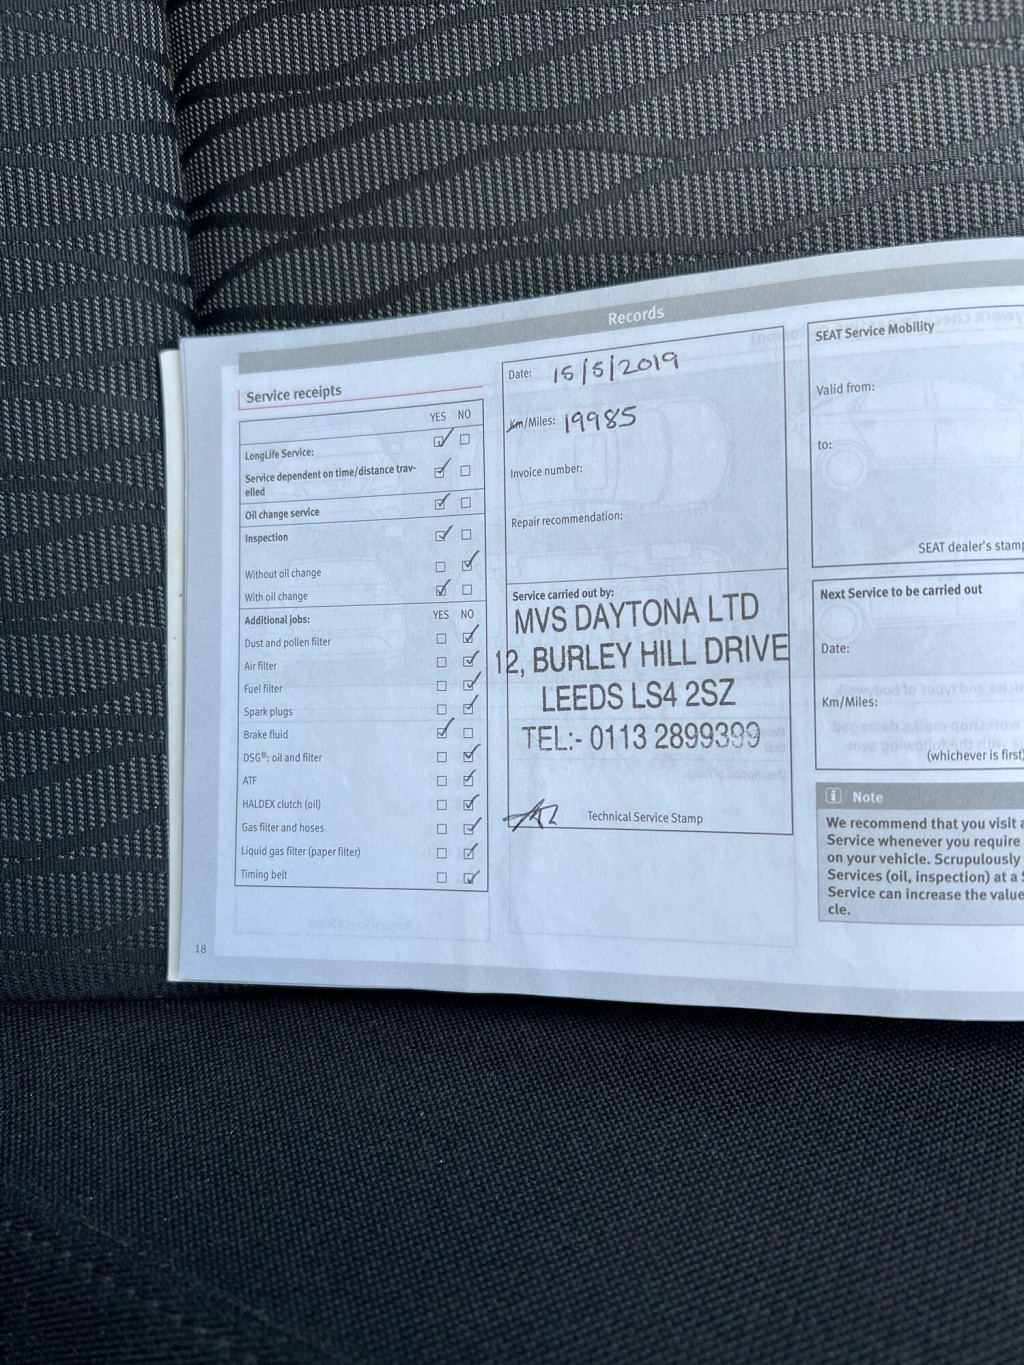 Records
Service receipts
YES NO
LongLife Service:
Service dependent on time/distance trav-
elled
Oil change service
Inspection
Without oil change
With oil change
Additional jobs: YES NO
Dust and pollen filter
Air filter
Fuel filter
Spark plugs
Brake fluid
DSG®: oil and filter
ATF
HALDEX clutch (oil)
Gas filter and hoses
Liquid gas filter (paper filter)
Timing belt
18
Date: 15/5/2019
Km/Miles: 19985
Invoice number:
Repair recommendation:
Service carried out by:
MVS DAYTONA LTD
12, BURLEY HILL DRIVE
LEEDS LS4 2SZ
TEL:- 0113 2899399
Technical Service Stamp
SEAT Service Mobility
Valid from:
to:
SEAT dealer's stamp
Next Service to be carried out
Date:
Km/Miles:
(whichever is first)
Note
We recommend that you visit a
Service whenever you require
on your vehicle. Scrupulously
Services (oil, inspection) at a S
Service can increase the value
cle.